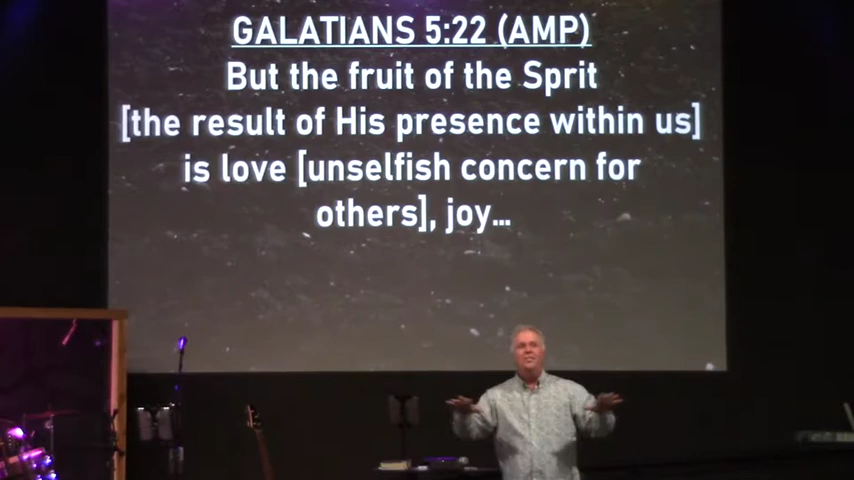 GALATIANS 5:22 (AMP)
But the fruit of the Sprit
[the result of His presence within us]
is love [unselfish concern for
others], joy...